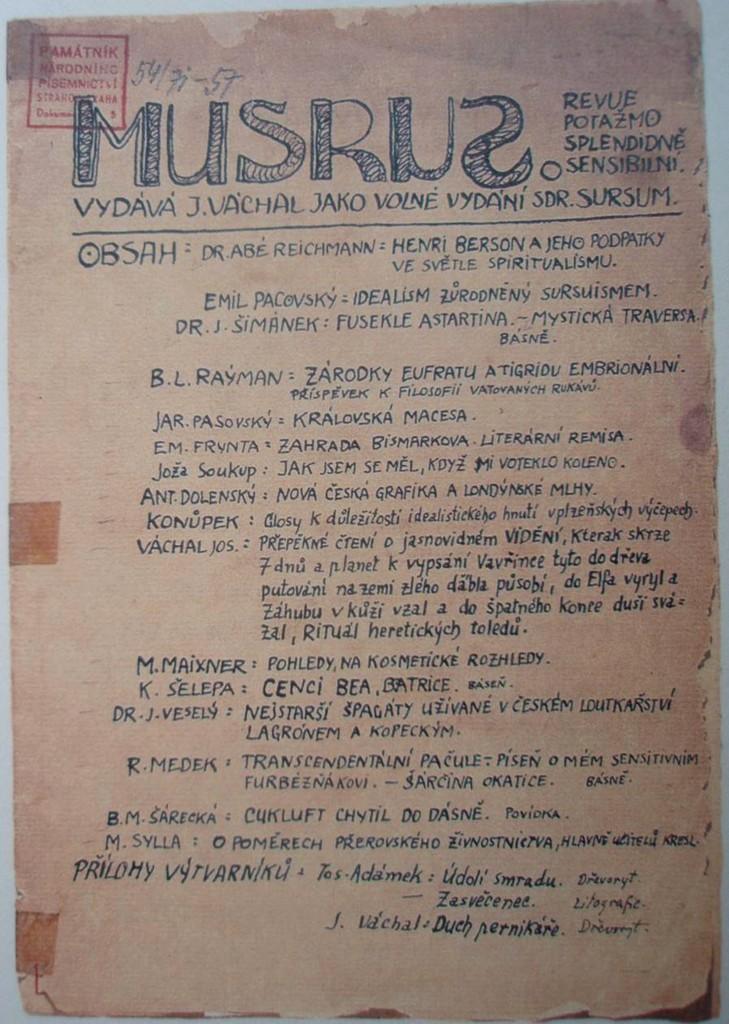 PAMÁTNÍK
NÁRODNÍHO
PÍSEMNICTVÍ
54/71-57
MUSRUS.
REVUE
POTAŽMO
SPLENDIDNĚ
SENSIBILNÍ.
VYDÁVÁ J.VÁCHAL JAKO VOLNÉ VYDÁNÍ SDR. SURSUM.
OBSAH = DR. ABÉ REICHMANN = HENRI BERSON A JEHO PODPATKY
VE SVĚTLE SPIRITUALISMU.
EMIL PACOVSKÝ = IDEALISM ZŮRODNĚNÝ SURSUISMEM.
DR. J. ŠIMÁNEK : FUSEKLE ASTARTINA. – MYSTICKÁ TRAVERSA.
BÁSNĚ.
B.L. RAÝMAN = ZÁRODKY EUFRATU A TIGRIDU EMBRIONÁLNÍ.
PŘÍSPĚVEK K FILOSOFII VATOVANÝCH RUKÁVŮ.
JAR. PASOVSKÝ = KRÁLOVSKÁ MACESA.
EM. FRYNTA = ZAHRADA BISMARKOVA. LITERÁRNÍ REMISA.
Joža Soukup : JAK JSEM SE MĚL, KDYŽ MI VOTEKLO KOLENO.
ANT. DOLENSKÝ : NOVÁ ČESKÁ GRAFIKA A LONDÝNSKÉ MLHY.
KONŮPEK : Glosy k důležitosti idealistického hnutí v plzeňských výčepech.
VÁCHAL JOS. : PŘEPĚKNÉ ČTENÍ O jasnovidném VIDĚNÍ, Kterak skrze
7 dnů a planet k vypsání Vavřince tyto do dřeva
putování na zemi zlého ďábla působí, do Elfa vyryl a
Záhubu v kůži vzal a do špatného konce duši svá=
zal, Rituál heretických toledů.
M. MAIXNER : POHLEDY, NA KOSMETICKÉ ROZHLEDY.
K. ŠELEPA : CENCI BEA, BATRICE. BÁSEŇ.
DR. J. VESELÝ : NEJSTARŠÍ ŠPAGÁTY UŽÍVANÉ V ČESKÉM LOUTKAŘSTVÍ
LAGRONEM A KOPECKÝM.
R. MEDEK : TRANSCENDENTÁLNÍ PAČULE = PÍSEŇ O MÉM SENSITIVNÍM
FURBEŽŇÁKOVI. – ŠÁRČINA OKATICE. BÁSNĚ.
B.M. ŠÁRECKÁ : CUKLUFT CHYTIL DO DÁSNĚ. POVÍDKA.
M. SYLLA : O POMĚRECH PŘEROVSKÉHO ŽIVNOSTNICTVA, HLAVNĚ UČITELŮ KRESL.
PŘÍLOHY VÝTVARNÍKŮ : Jos. Adámek : Údolí smradu. Dřevoryt.
— Zasvěcenec. Litografie.
J. Váchal : Duch perníkáře. Dřevoryt.